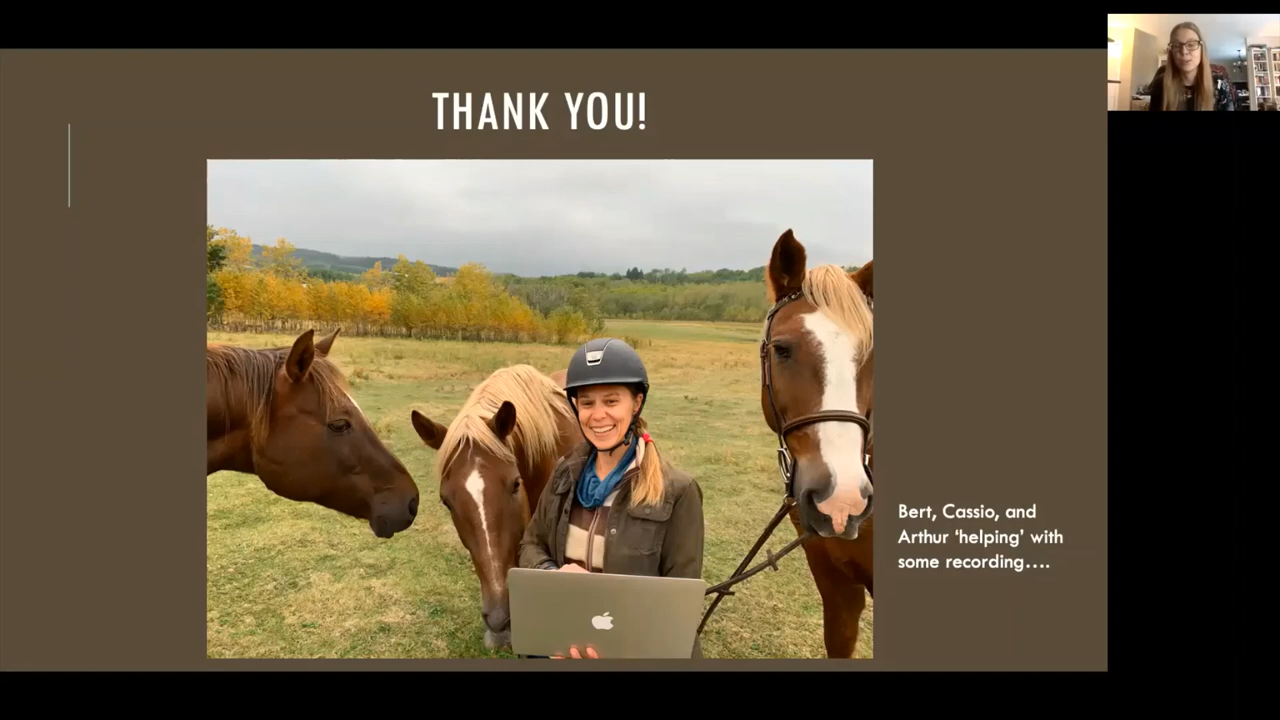 THANK YOU!
Bert, Cassio, and
Arthur ‘helping’ with
some recording….